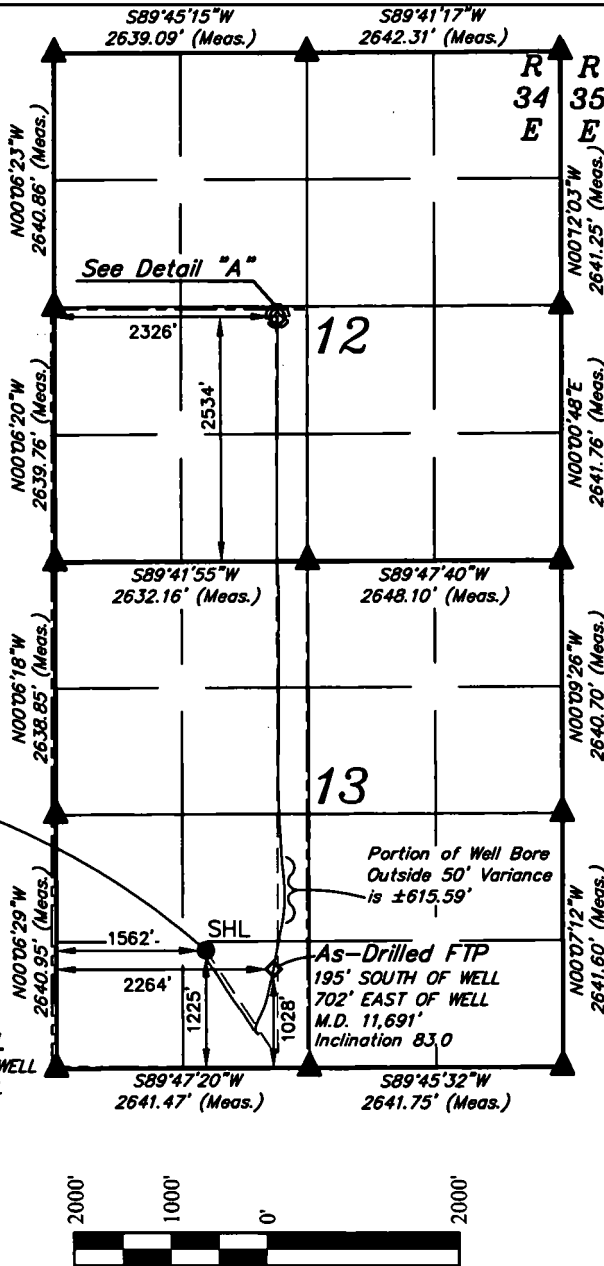 S89°45'15"W
2639.09' (Meas.)
S89°41'17"W
2642.31' (Meas.)
R R
34 35
E E
N00°06'23"W
2640.86' (Meas.)
N00°12'03"W
2641.25' (Meas.)
See Detail "A"
2326'
12
2534'
N00°06'20"W
2639.76' (Meas.)
N00°00'48"E
2641.76' (Meas.)
S89°41'55"W
2632.16' (Meas.)
S89°47'40"W
2648.10' (Meas.)
N00°06'18"W
2638.85' (Meas.)
N00°09'26"W
2640.70' (Meas.)
13
Portion of Well Bore
Outside 50' Variance
is ±615.59'
N00°06'29"W
2640.95' (Meas.)
N00°07'12"W
2641.60' (Meas.)
1562'
SHL
2264'
1225'
1028'
As-Drilled FTP
195' SOUTH OF WELL
702' EAST OF WELL
M.D. 11,691'
Inclination 83.0
WELL
S89°47'20"W
2641.47' (Meas.)
S89°45'32"W
2641.75' (Meas.)
2000'
1000'
0'
2000'